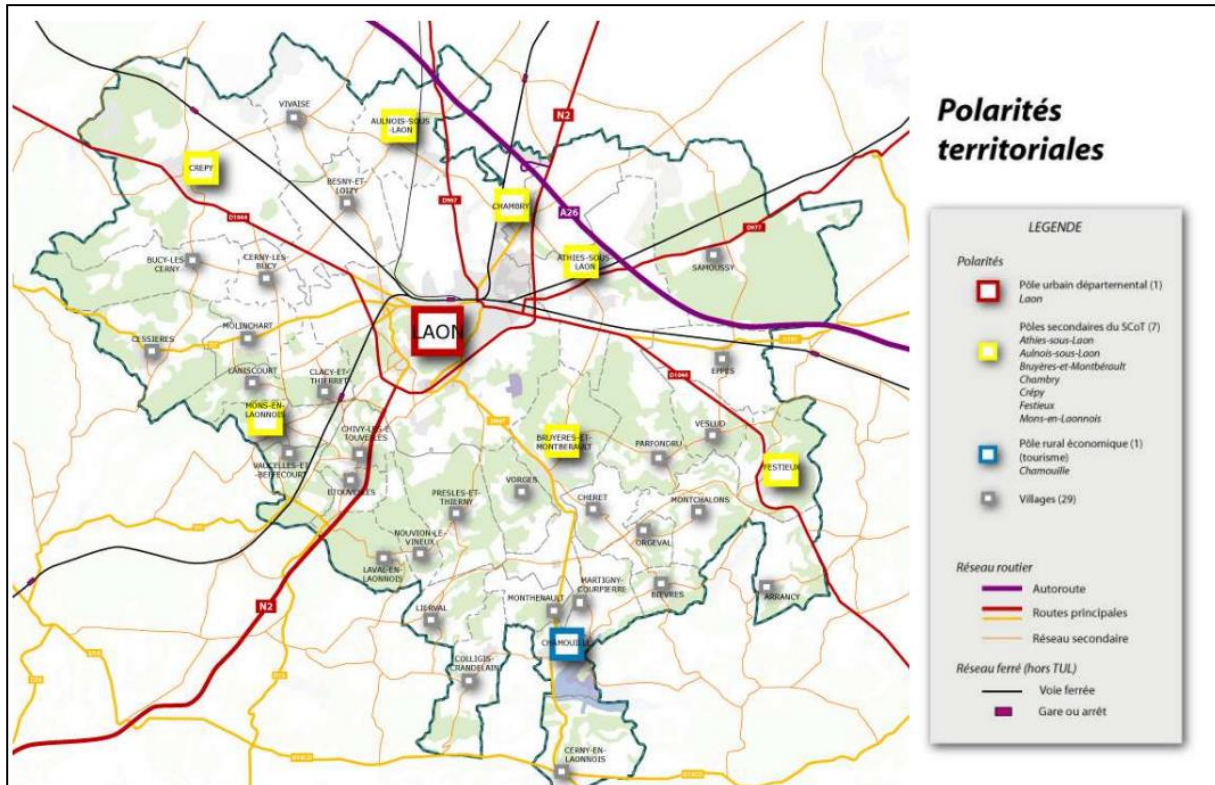 Polarités
territoriales
LEGENDE
Polarités
Pôle urbain départemental (1)
Laon
Pôles secondaires du SCoT (7)
Athies-sous-Laon
Aulnois-sous-Laon
Bruyères-et-Montbérault
Chambry
Crépy
Festieux
Mons-en-Laonnois
Pôle rural économique (1)
(tourisme)
Chamouille
Villages (29)
Réseau routier
Autoroute
Routes principales
Réseau secondaire
Réseau ferré (hors TUL)
Voie ferrée
Gare ou arrêt
VIVAISE
AULNOIS-SOUS
-LAON
N2
CREPY
BESNY-ET-
LOIZY
D967
CHAMBRY
A26
D1044
D977
BUCY-LES-
CERNY
CERNY-LES-
BUCY
ATHIES-SOUS-
LAON
SAMOUSSY
LAON
MOLINCHART
CESSIERES
LANISCOURT
CLACY-ET-
THIERRET
EPPES
MONS-EN-
LAONNOIS
CHIVY-LES-E
TOUVELLES
BRUYERES-ET-
MONTBERAULT
VESLUD
PARFONDRU
FESTIEUX
VAUCELLES-ET-
BEFFECOURT
ETOUVELLES
PRESLES-ET-
THIERNY
VORGES
CHERET
MONTCHALONS
ORGEVAL
NOUVION-LE-
VINEUX
LAVAL-EN-
LAONNOIS
N2
LIERVAL
MONTHENAULT
MARTIGNY-
COURPIERRE
BIEVRES
ARRANCY
CHAMOUILLE
COLLIGIS-
CRANDELAIN
CERNY-EN-
LAONNOIS